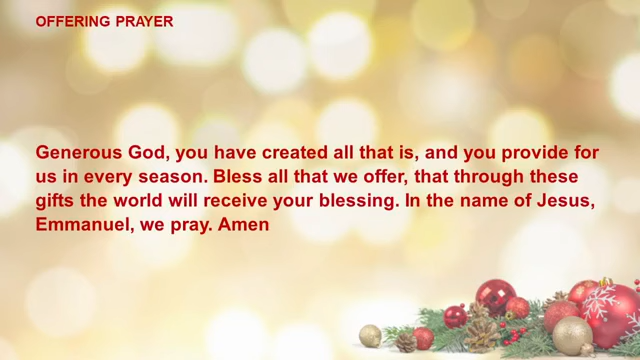 OFFERING PRAYER
Generous God, you have created all that is, and you provide for
us in every season. Bless all that we offer, that through these
gifts the world will receive your blessing. In the name of Jesus,
Emmanuel, we pray. Amen